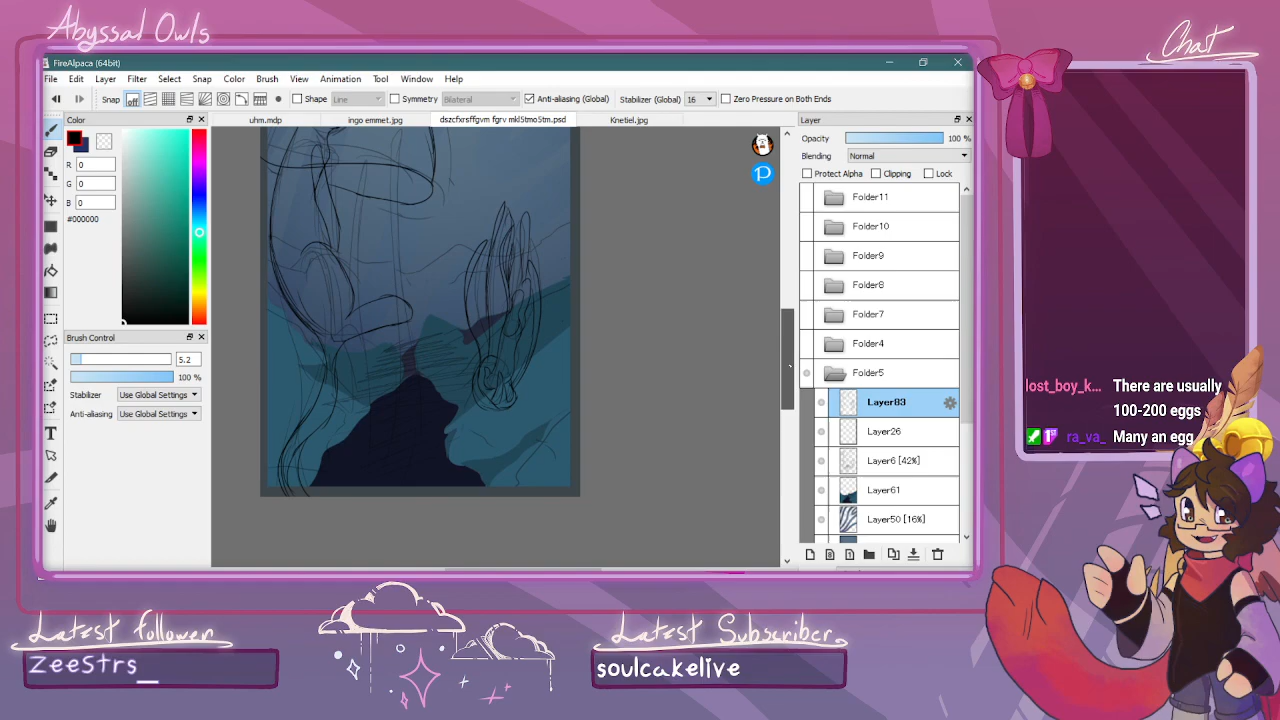 Abyssal Owls
Chat
FireAlpaca (64bit)
File Edit Layer Filter Select Snap Color Brush View Animation Tool Window Help
Snap off Shape Line Symmetry Bilateral Anti-aliasing (Global) Stabilizer (Global) 16 Zero Pressure on Both Ends
Color
uhm.mdp ingo emmet.jpg dszcfxrsffgvm fgrv mkl5tmo5tm.psd Knetiel.jpg
Layer
R 0
G 0
B 0
#000000
Opacity
Blending Normal
Protect Alpha Clipping Lock
Folder11
Folder10
Folder9
Folder8
Folder7
Folder4
Folder5
Layer83
Layer26
Layer6 [42%]
Layer61
Layer50 [16%]
Brush Control
5.2
100 %
Stabilizer Use Global Settings
Anti-aliasing Use Global Settings
lost_boy_k... There are usually
100-200 eggs
ra_va_ Many an egg
Latest follower
zeeStrs_
Latest Subscriber
soulcakelive